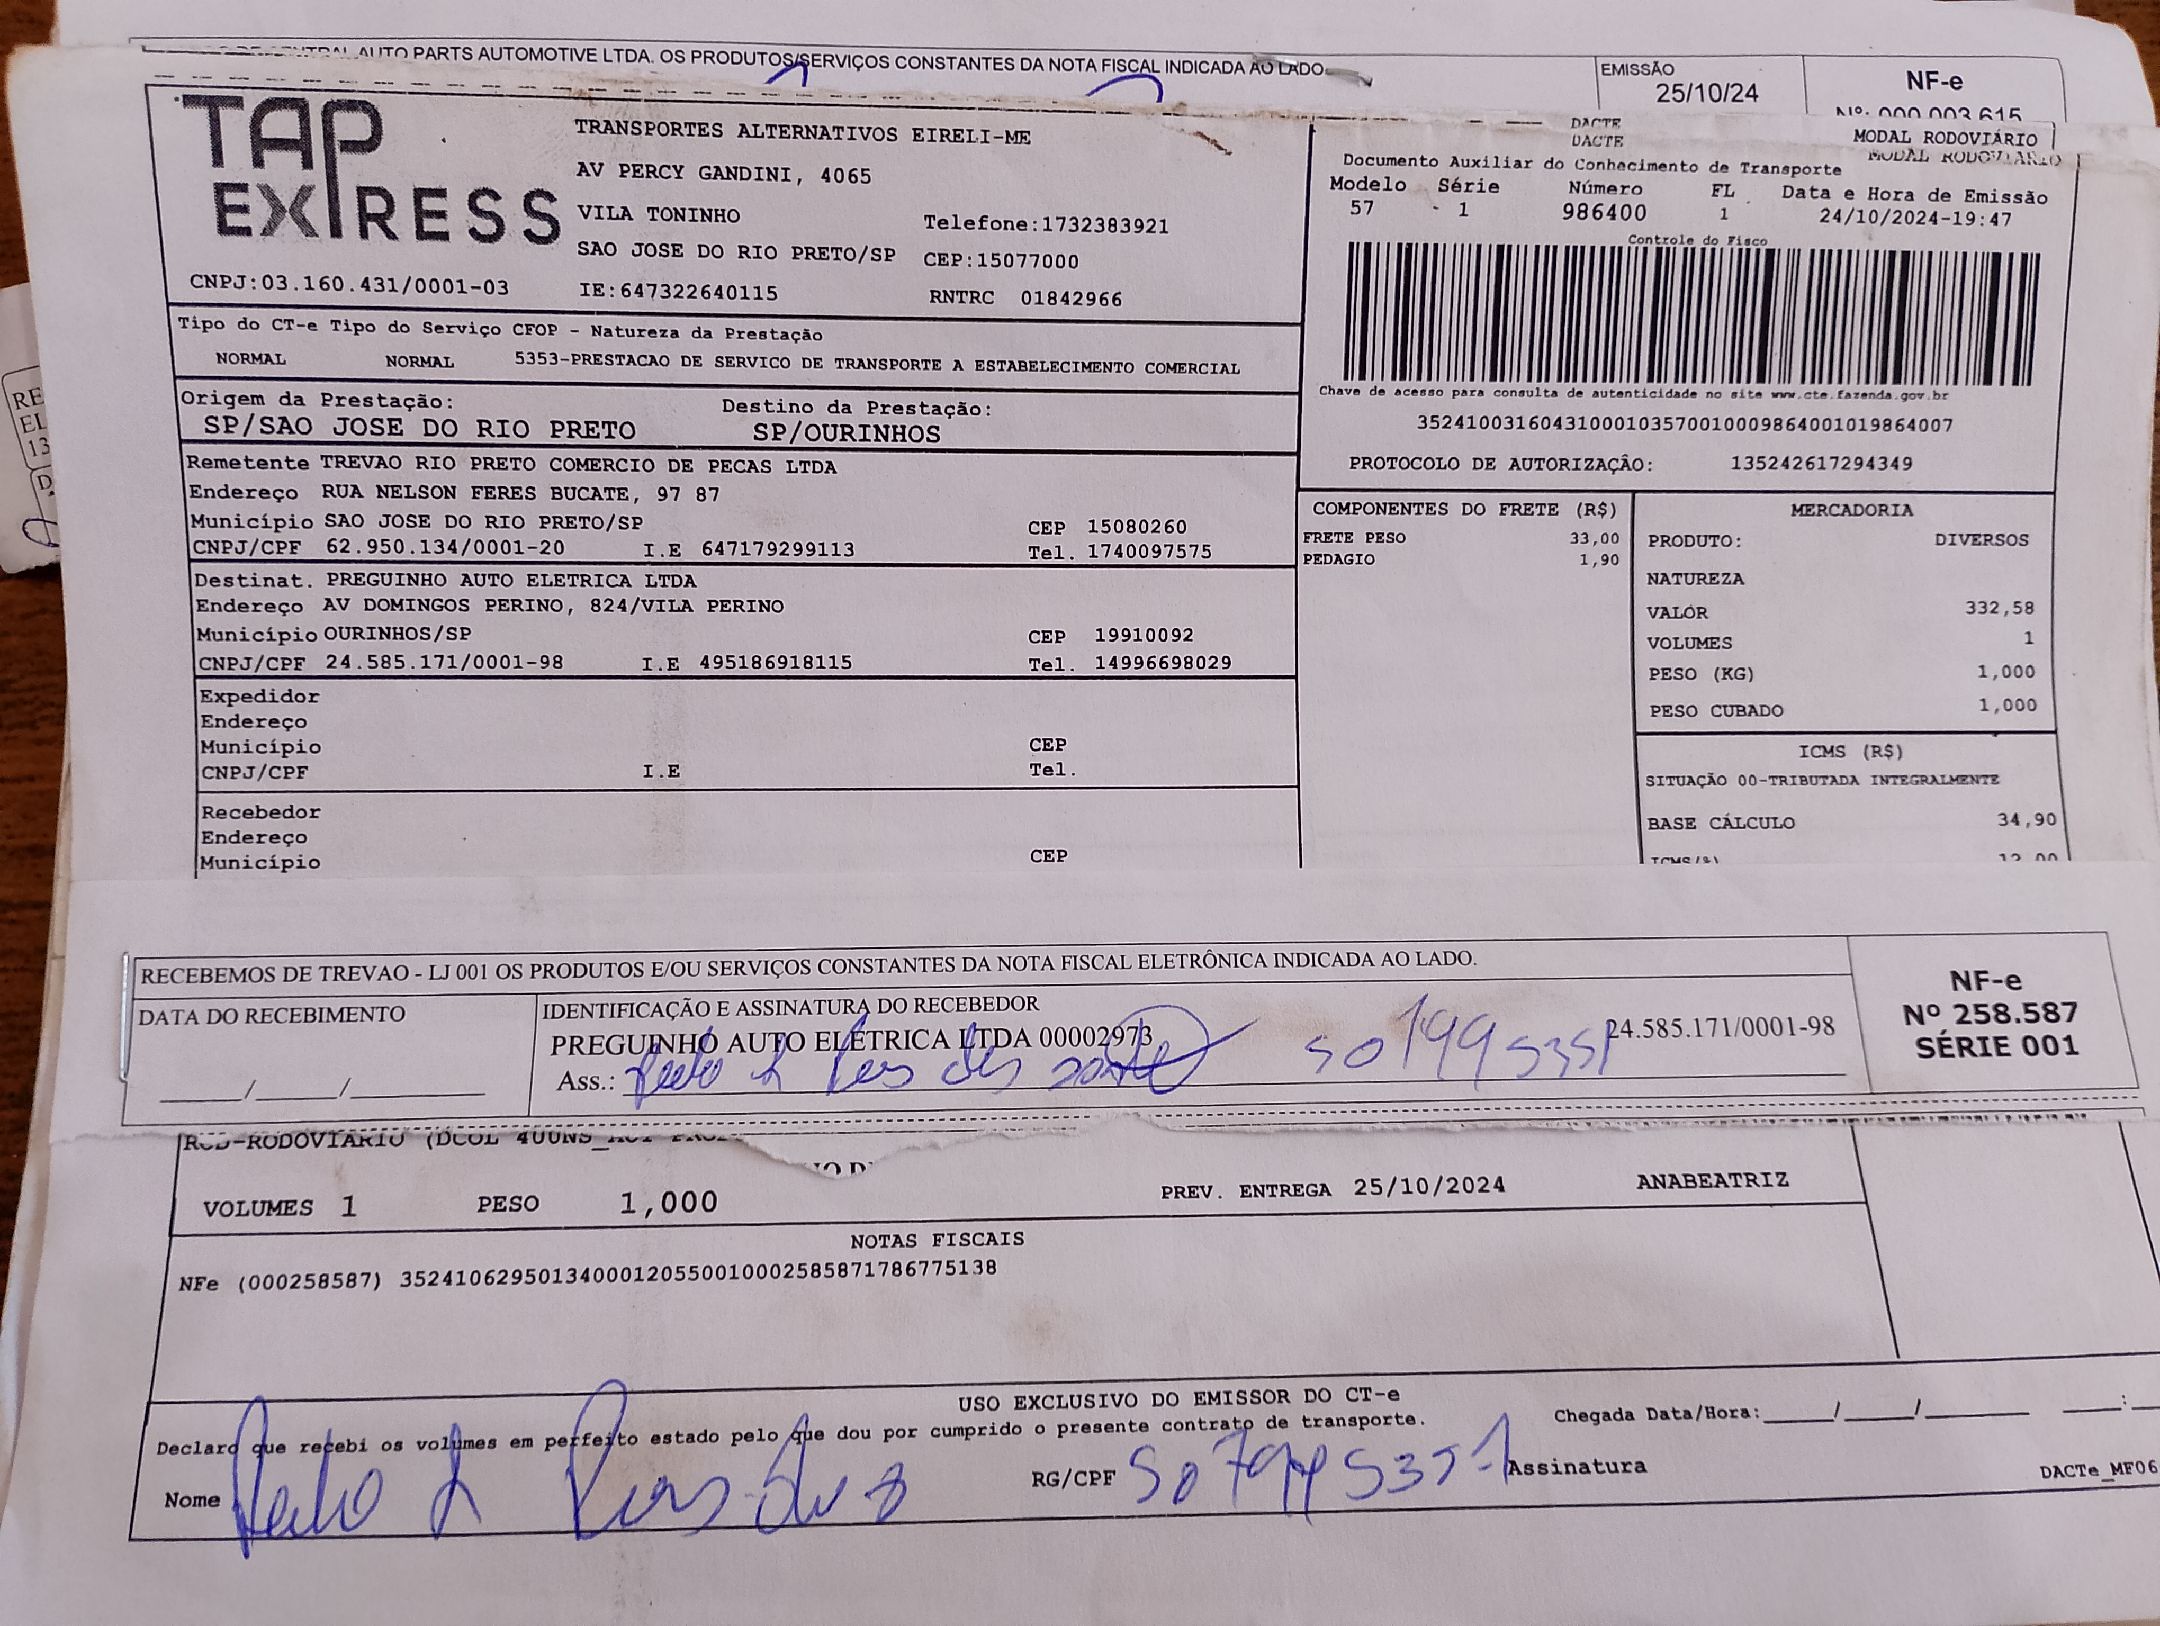 CENTRAL AUTO PARTS AUTOMOTIVE LTDA. OS PRODUTOS/SERVIÇOS CONSTANTES DA NOTA FISCAL INDICADA AO LADO
EMISSÃO
25/10/24
NF-e
Nº: 000.003.615
TAP EXPRESS
TRANSPORTES ALTERNATIVOS EIRELI-ME
AV PERCY GANDINI, 4065
VILA TONINHO
Telefone:1732383921
SAO JOSE DO RIO PRETO/SP CEP:15077000
CNPJ:03.160.431/0001-03 IE:647322640115 RNTRC 01842966
DACTE
DACTE
MODAL RODOVIÁRIO
MODAL RODOVIÁRIO
Documento Auxiliar do Conhecimento de Transporte
Modelo Série Número FL Data e Hora de Emissão
57 1 986400 1 24/10/2024-19:47
Controle do Fisco
Chave de acesso para consulta de autenticidade no site www.cte.fazenda.gov.br
35241003160431000103570010009864001019864007
PROTOCOLO DE AUTORIZAÇÃO: 135242617294349
Tipo do CT-e Tipo do Serviço CFOP - Natureza da Prestação
NORMAL NORMAL 5353-PRESTACAO DE SERVICO DE TRANSPORTE A ESTABELECIMENTO COMERCIAL
Origem da Prestação: Destino da Prestação:
SP/SAO JOSE DO RIO PRETO SP/OURINHOS
Remetente TREVAO RIO PRETO COMERCIO DE PECAS LTDA
Endereço RUA NELSON FERES BUCATE, 97 87
Município SAO JOSE DO RIO PRETO/SP CEP 15080260
CNPJ/CPF 62.950.134/0001-20 I.E 647179299113 Tel. 1740097575
Destinat. PREGUINHO AUTO ELETRICA LTDA
Endereço AV DOMINGOS PERINO, 824/VILA PERINO
Município OURINHOS/SP CEP 19910092
CNPJ/CPF 24.585.171/0001-98 I.E 495186918115 Tel. 14996698029
Expedidor
Endereço
Município CEP
CNPJ/CPF I.E Tel.
Recebedor
Endereço
Município CEP
COMPONENTES DO FRETE (R$)
FRETE PESO 33,00
PEDAGIO 1,90
MERCADORIA
PRODUTO: DIVERSOS
NATUREZA
VALOR 332,58
VOLUMES 1
PESO (KG) 1,000
PESO CUBADO 1,000
ICMS (R$)
SITUAÇÃO 00-TRIBUTADA INTEGRALMENTE
BASE CÁLCULO 34,90
ICMS(%) 12,00
RECEBEMOS DE TREVAO - LJ 001 OS PRODUTOS E/OU SERVIÇOS CONSTANTES DA NOTA FISCAL ELETRÔNICA INDICADA AO LADO.
DATA DO RECEBIMENTO
IDENTIFICAÇÃO E ASSINATURA DO RECEBEDOR
PREGUINHO AUTO ELETRICA LTDA 00002973 24.585.171/0001-98
Ass.:
NF-e
Nº 258.587
SÉRIE 001
RCD-RODOVIARIO
VOLUMES 1 PESO 1,000 PREV. ENTREGA 25/10/2024 ANABEATRIZ
NOTAS FISCAIS
NFe (000258587) 35241062950134000120550010002585871786775138
USO EXCLUSIVO DO EMISSOR DO CT-e
Declaro que recebi os volumes em perfeito estado pelo que dou por cumprido o presente contrato de transporte.
Chegada Data/Hora:____/____/______ ___:
Nome RG/CPF Assinatura
DACTe_MF06